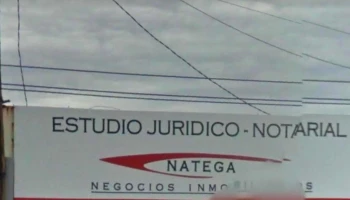 ESTUDIO JURIDICO - NOTARIAL
NATEGA
NEGOCIOS